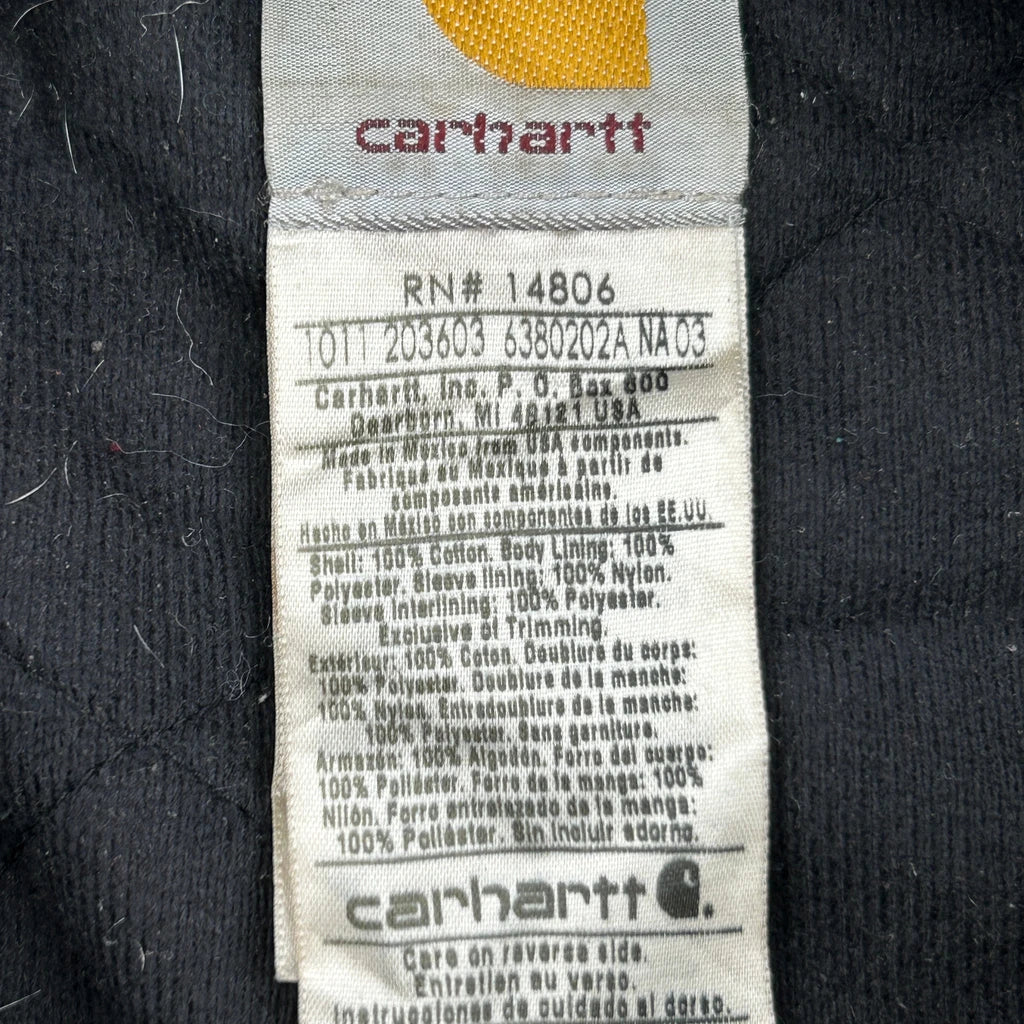 carhartt
RN# 14806
1011 203603 6380202A NA 03
Carhartt, Inc. P. O. Box 600
Dearborn, MI 48121 USA
Made in Mexico from USA components.
Fabriqué au Mexique à partir de
composante américaine.
Hecho en México con componentes de los EE.UU.
Shell: 100% Cotton. Body Lining: 100%
Polyester. Sleeve lining: 100% Nylon.
Sleeve Interlining: 100% Polyester.
Exclusive of Trimming.
Extérieur: 100% Coton. Doublure du corps:
100% Polyester. Doublure de la manche:
100% Nylon. Entredoublure de la manche:
100% Polyester. Sans garniture.
Armazón: 100% Algodón. Forro del cuerpo:
100% Poliéster. Forro de la manga: 100%
Nilón. Forro entrelazado de la manga:
100% Poliéster. Sin incluir adorno.
carhartt
Care on reverse side.
Entretien au verso.
Instrucciones de cuidado al dorso.